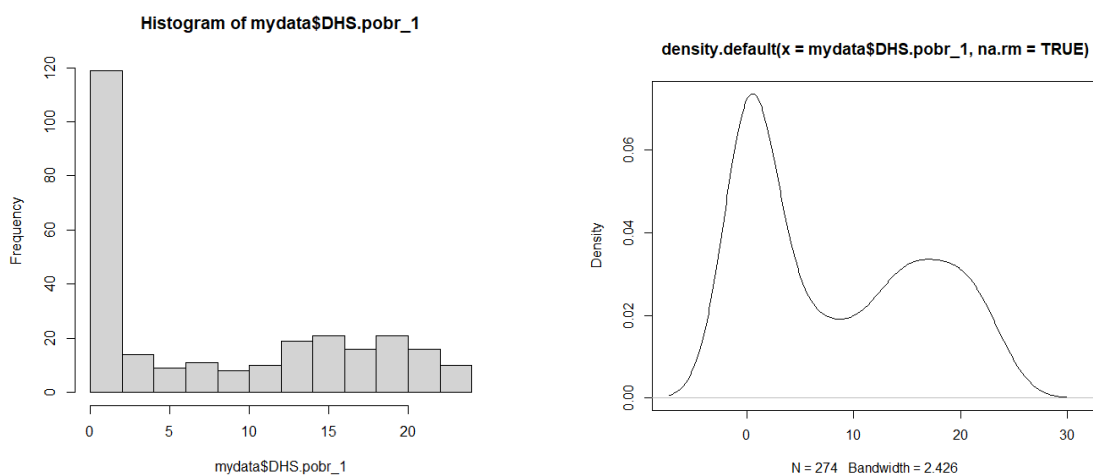 Histogram of mydata$DHS.pobr_1
Frequency
120
100
80
60
40
20
0
0 5 10 15 20
mydata$DHS.pobr_1
density.default(x = mydata$DHS.pobr_1, na.rm = TRUE)
Density
0.06
0.04
0.02
0.00
0 10 20 30
N = 274 Bandwidth = 2.426